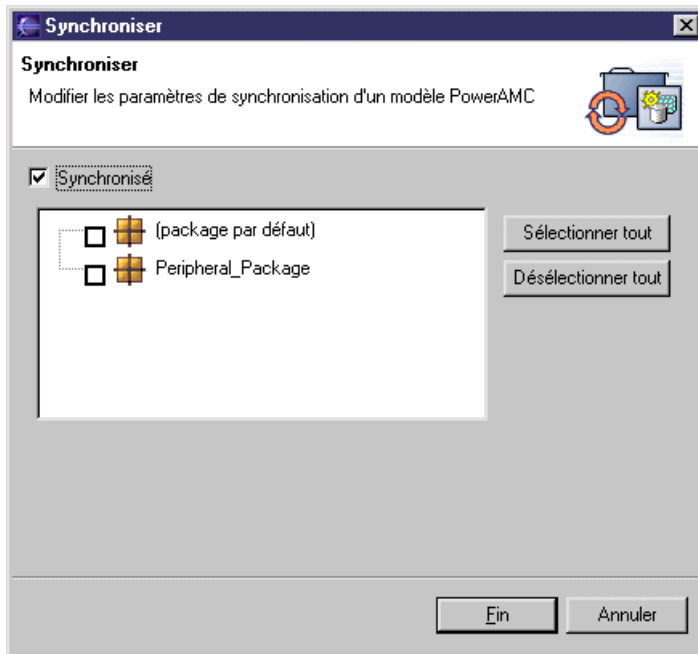 Synchroniser
Synchroniser
Modifier les paramètres de synchronisation d'un modèle PowerAMC
Synchronisé
(package par défaut)
Sélectionner tout
Peripheral_Package
Désélectionner tout
Fin
Annuler